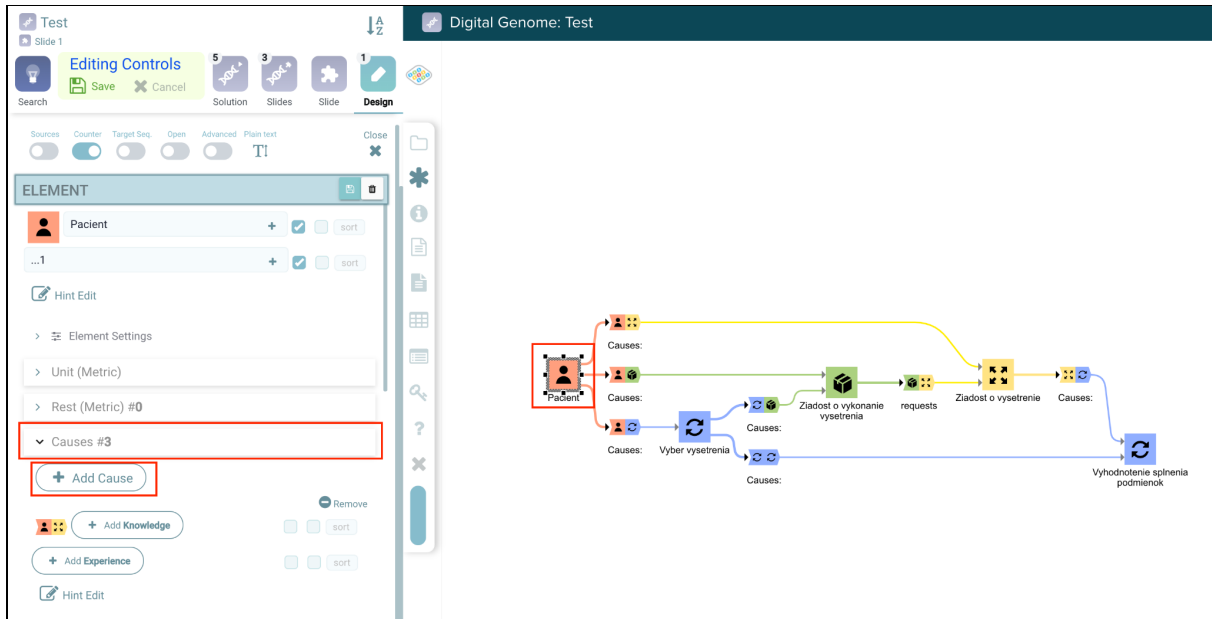 Test
Slide 1
A
Z
Digital Genome: Test
Search
Editing Controls
Save
Cancel
5
Solution
3
Slides
Slide
1
Design
Sources
Counter
Target Seq.
Open
Advanced
Plain text
TI
Close
ELEMENT
Pacient
sort
...1
sort
Hint Edit
Element Settings
Unit (Metric)
Rest (Metric) #0
Causes #3
Add Cause
Remove
Add Knowledge
sort
Add Experience
sort
Hint Edit
Causes:
Pacient
Causes:
Causes:
Vyber vysetrenia
Causes:
Causes:
Ziadost o vykonanie
vysetrenia
requests
Ziadost o vysetrenie
Causes:
Vyhodnotenie splnenia
podmienok